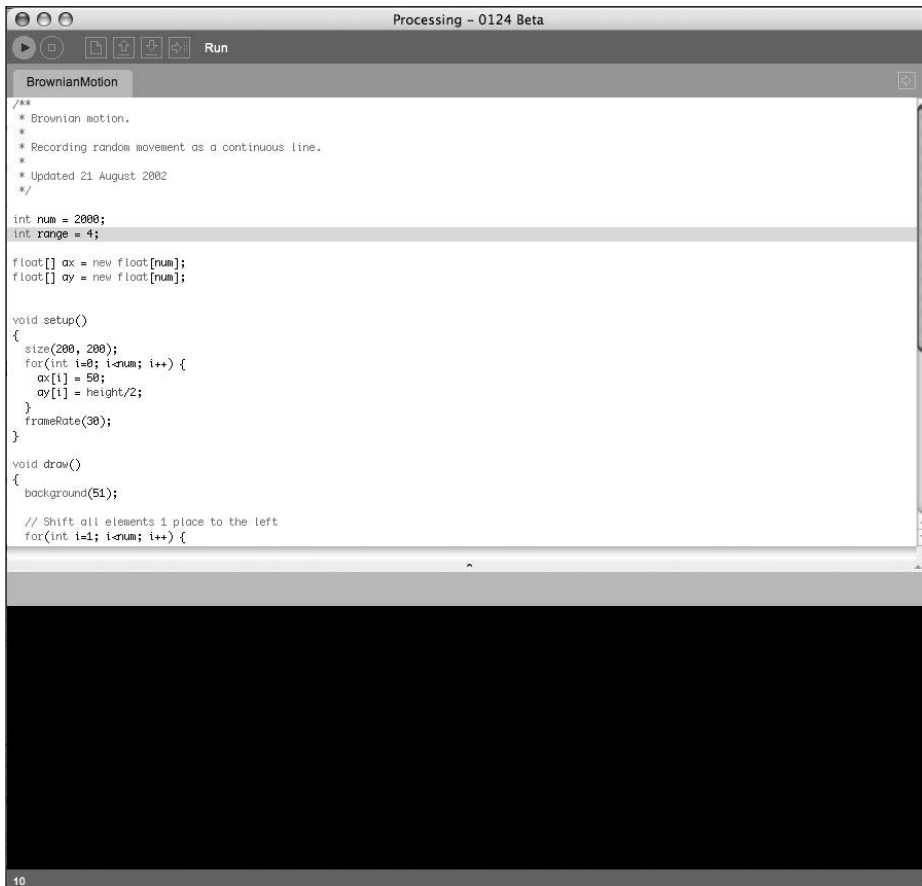 Processing – 0124 Beta
Run
BrownianMotion
/**
 * Brownian motion.
 *
 * Recording random movement as a continuous line.
 *
 * Updated 21 August 2002
 */
int num = 2000;
int range = 4;
float[] ax = new float[num];
float[] ay = new float[num];
void setup()
{
  size(200, 200);
  for(int i=0; i<num; i++) {
    ax[i] = 50;
    ay[i] = height/2;
  }
  frameRate(30);
}
void draw()
{
  background(51);
  // Shift all elements 1 place to the left
  for(int i=1; i<num; i++) {
10